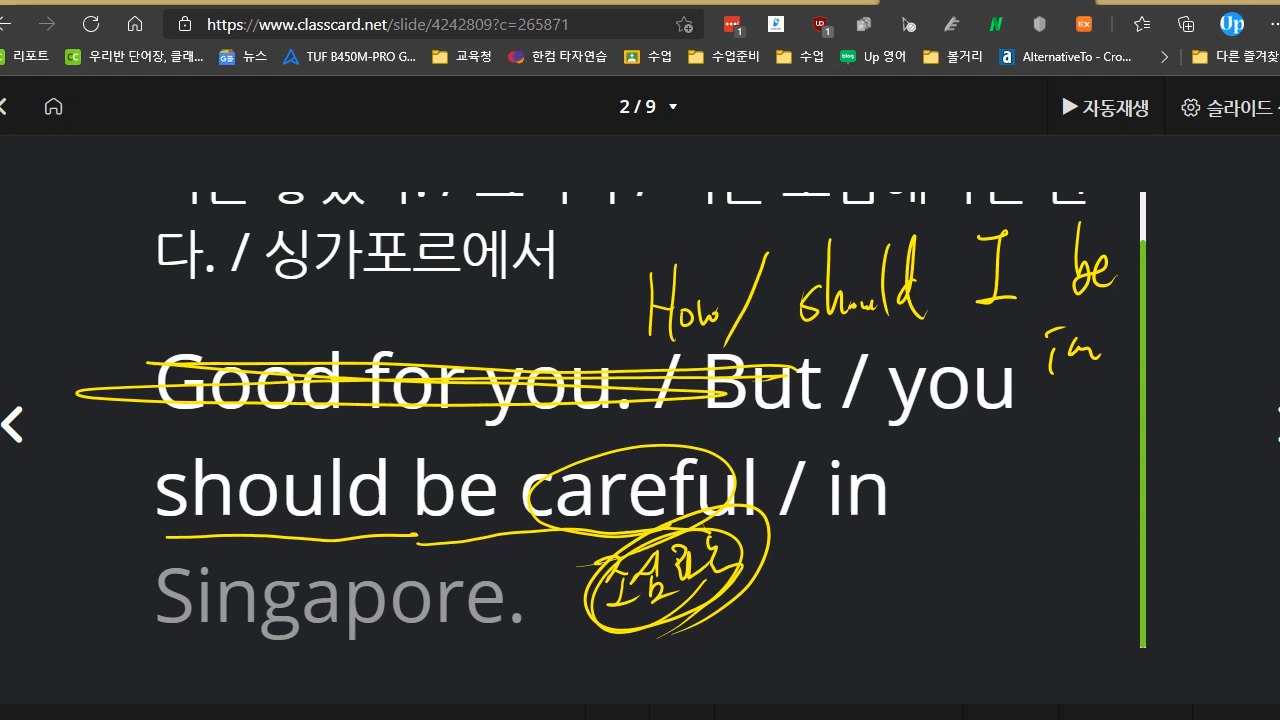 https://www.classcard.net/slide/4242809?c=265871
리포트 우리반 단어장, 클래... 뉴스 TUF B450M-PRO G... 교육청 한컴 타자연습 수업 수업준비 수업 Up 영어 볼거리 AlternativeTo - Cro... 다른 즐겨찾
2 / 9 자동재생 슬라이드
다. / 싱가포르에서
How / should I be
in
Good for you. / But / you
should be careful / in
Singapore.
조심